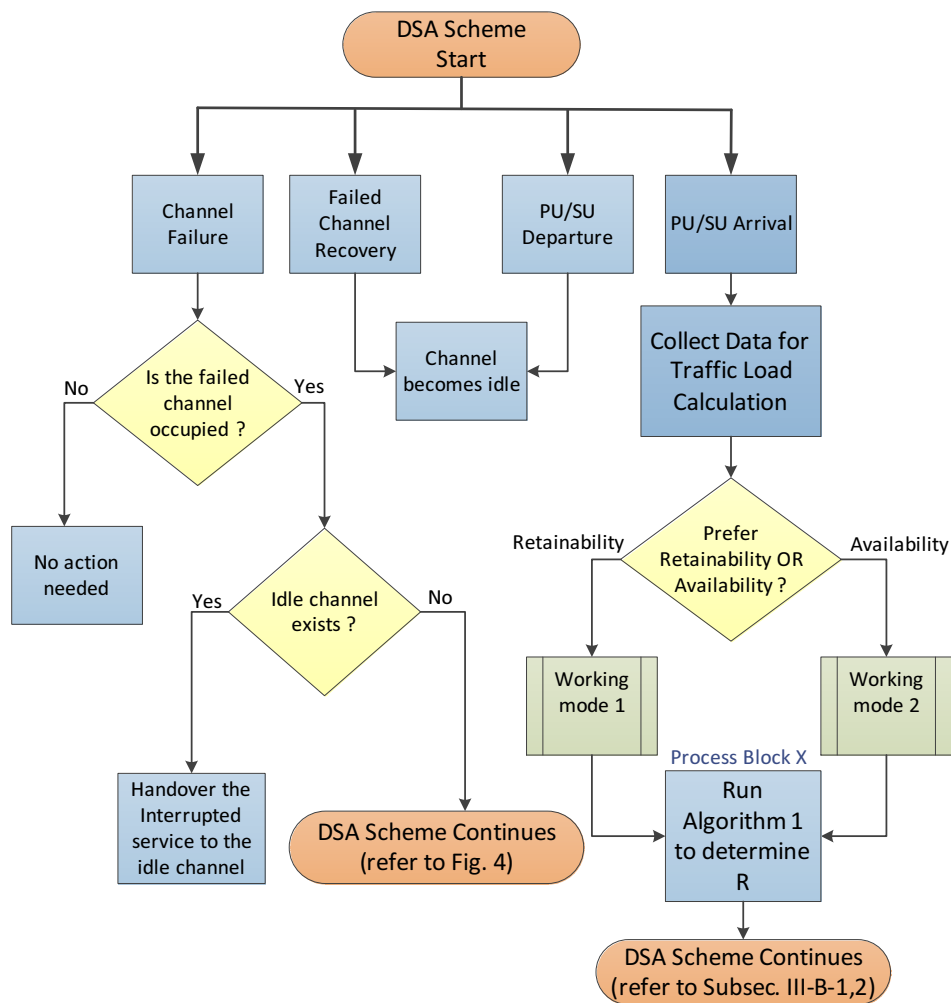 DSA Scheme
Start
Channel
Failure
Failed
Channel
Recovery
PU/SU
Departure
PU/SU Arrival
Is the failed
channel
occupied ?
No
Yes
Channel
becomes idle
Collect Data for
Traffic Load
Calculation
No action
needed
Idle channel
exists ?
Yes
No
Prefer
Retainability OR
Availability ?
Retainability
Availability
Working
mode 1
Working
mode 2
Handover the
Interrupted
service to the
idle channel
DSA Scheme Continues
(refer to Fig. 4)
Process Block X
Run
Algorithm 1
to determine
R
DSA Scheme Continues
(refer to Subsec. III-B-1,2)